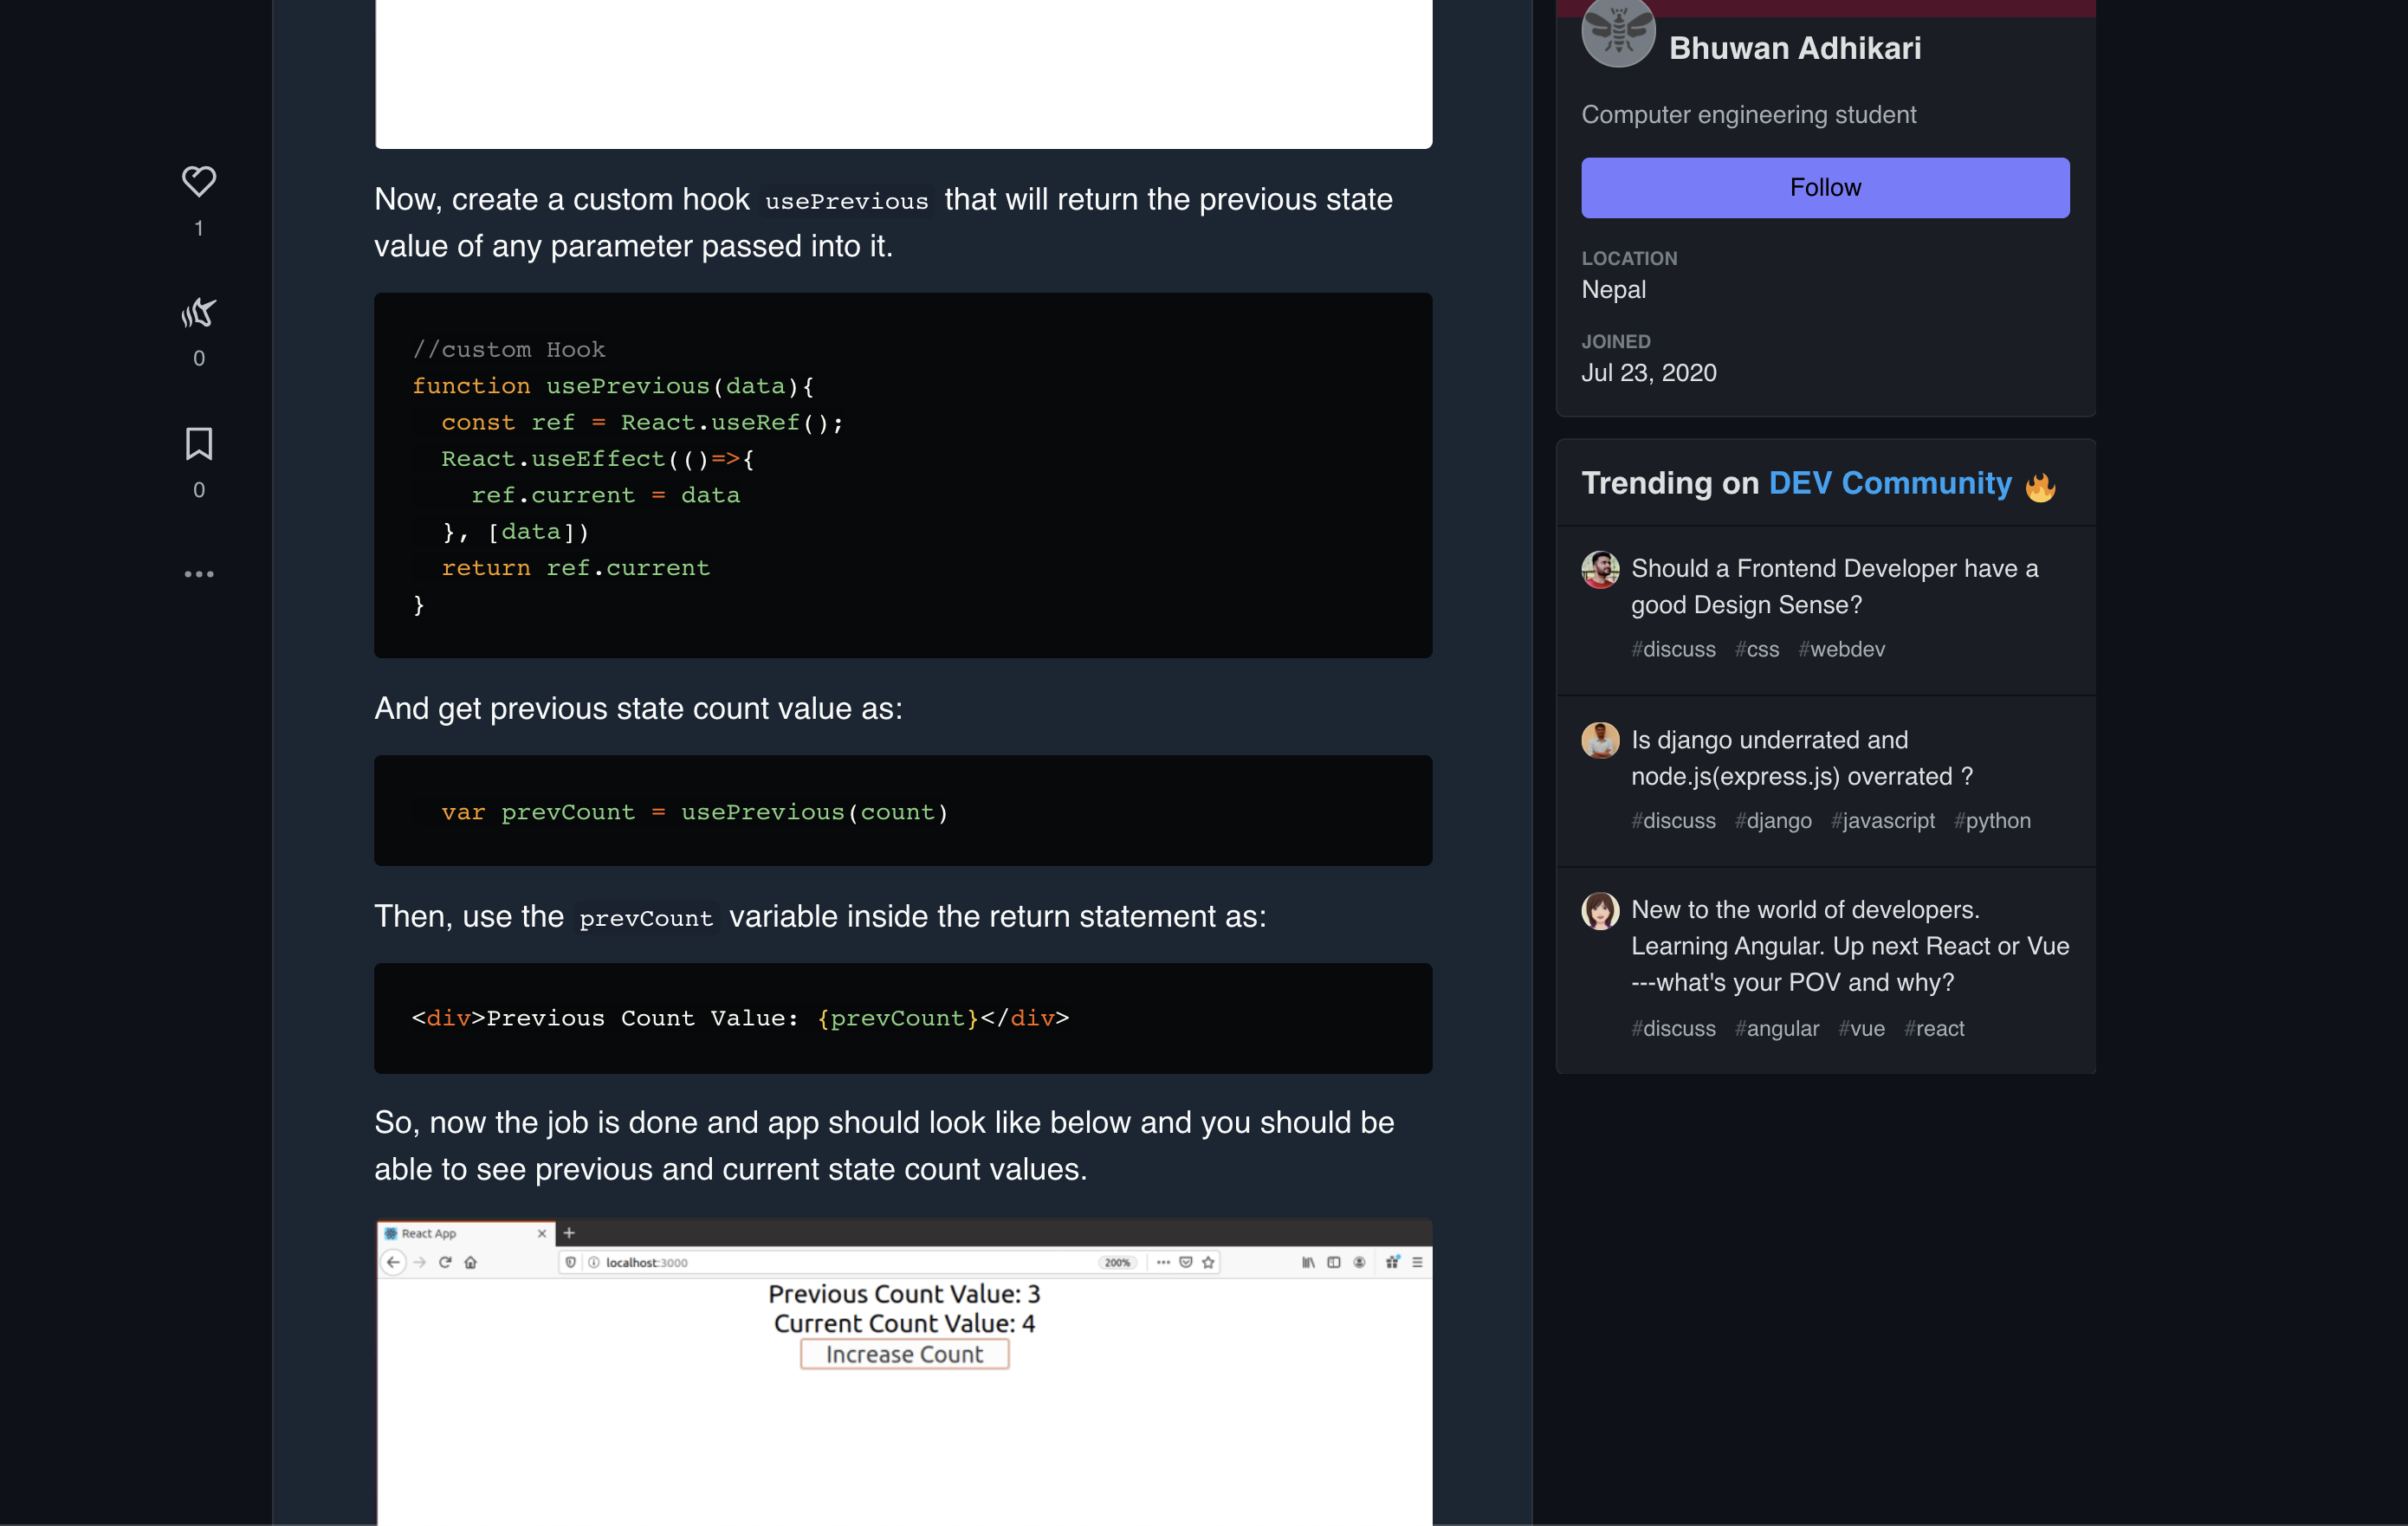 1
0
0
Now, create a custom hook usePrevious that will return the previous state
value of any parameter passed into it.
//custom Hook
function usePrevious(data){
  const ref = React.useRef();
  React.useEffect(()=>{
    ref.current = data
  }, [data])
  return ref.current
}
And get previous state count value as:
  var prevCount = usePrevious(count)
Then, use the prevCount variable inside the return statement as:
<div>Previous Count Value: {prevCount}</div>
So, now the job is done and app should look like below and you should be
able to see previous and current state count values.
React App
localhost:3000
200%
Previous Count Value: 3
Current Count Value: 4
Increase Count
Bhuwan Adhikari
Computer engineering student
Follow
LOCATION
Nepal
JOINED
Jul 23, 2020
Trending on DEV Community 🔥
Should a Frontend Developer have a
good Design Sense?
#discuss #css #webdev
Is django underrated and
node.js(express.js) overrated ?
#discuss #django #javascript #python
New to the world of developers.
Learning Angular. Up next React or Vue
---what's your POV and why?
#discuss #angular #vue #react